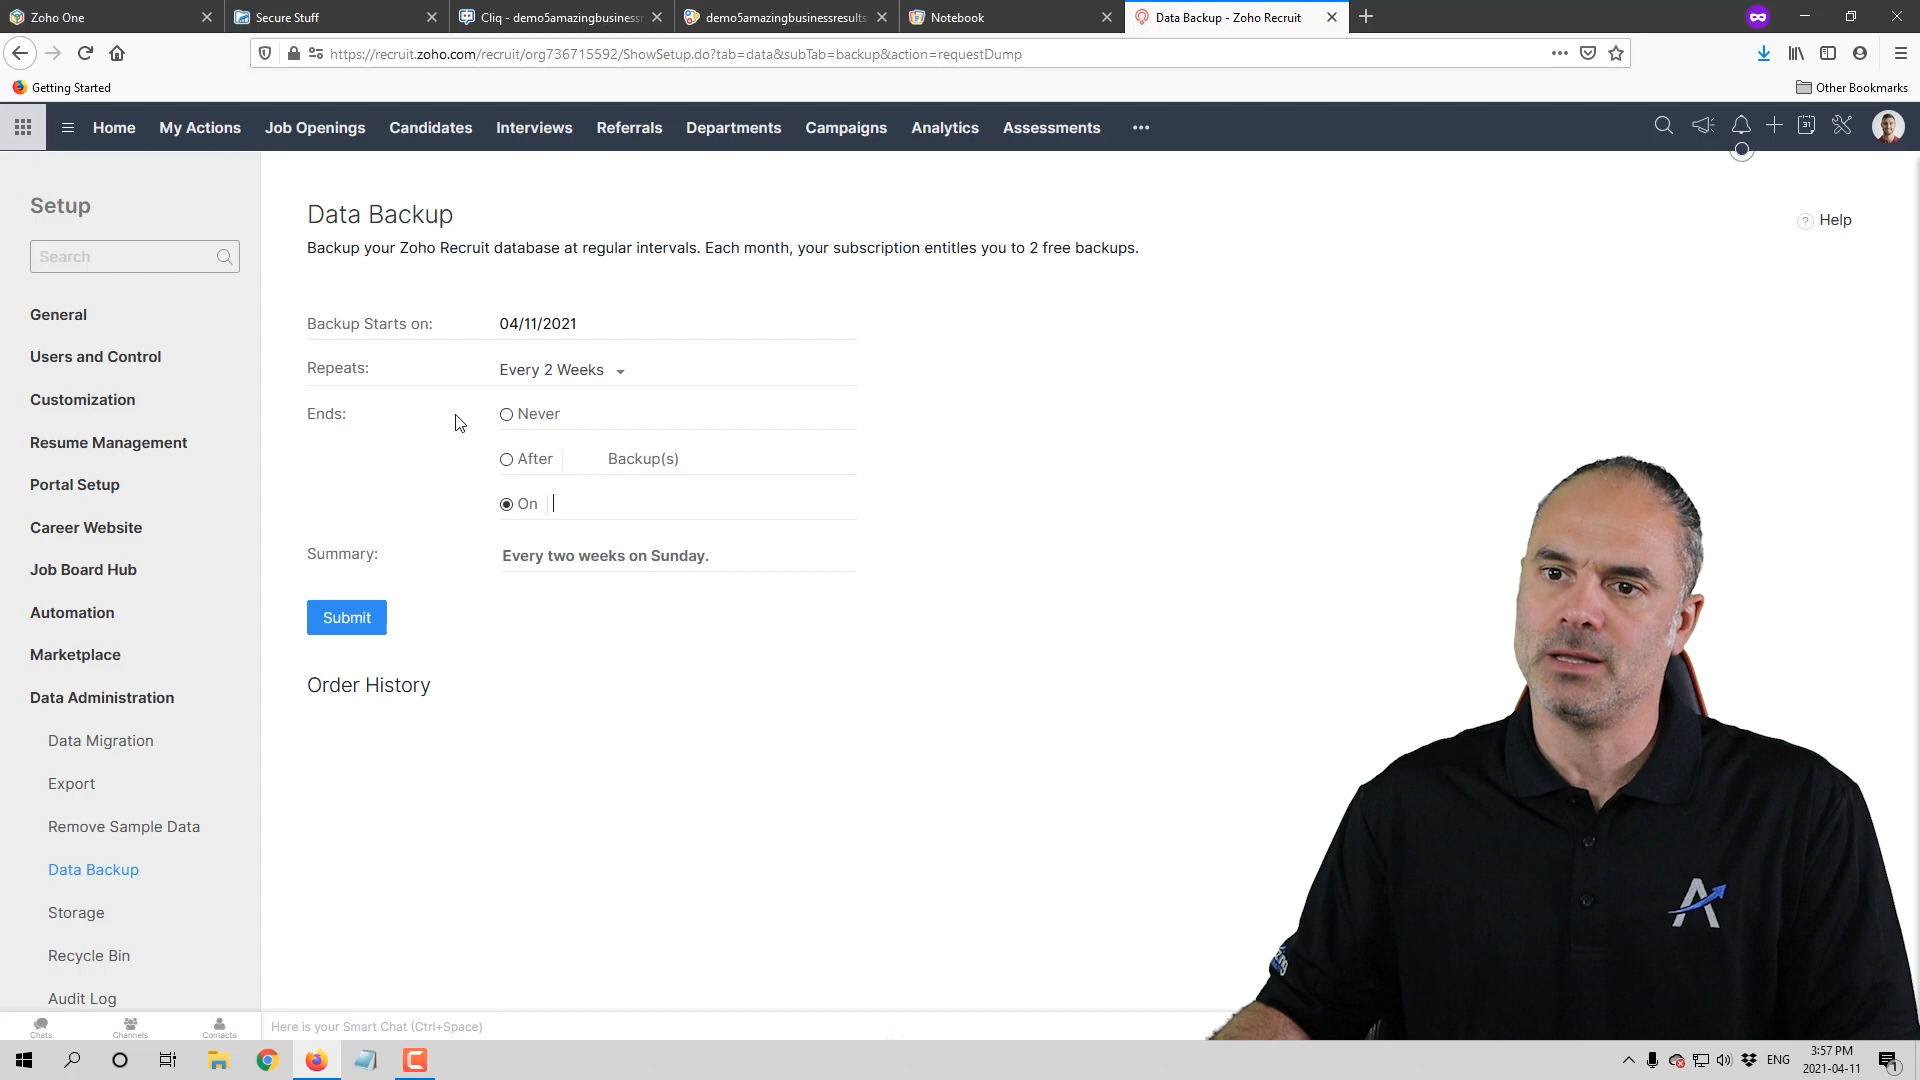 Zoho One
Secure Stuff
Cliq - demo5amazingbusinessr
demo5amazingbusinessresults
Notebook
Data Backup - Zoho Recruit
https://recruit.zoho.com/recruit/org736715592/ShowSetup.do?tab=data&subTab=backup&action=requestDump
Getting Started
Other Bookmarks
Home
My Actions
Job Openings
Candidates
Interviews
Referrals
Departments
Campaigns
Analytics
Assessments
31
Setup
Search
General
Users and Control
Customization
Resume Management
Portal Setup
Career Website
Job Board Hub
Automation
Marketplace
Data Administration
Data Migration
Export
Remove Sample Data
Data Backup
Storage
Recycle Bin
Audit Log
Data Backup
Help
Backup your Zoho Recruit database at regular intervals. Each month, your subscription entitles you to 2 free backups.
Backup Starts on: 04/11/2021
Repeats: Every 2 Weeks
Ends: Never
After Backup(s)
On
Summary: Every two weeks on Sunday.
Submit
Order History
Chats
Channels
Contacts
Here is your Smart Chat (Ctrl+Space)
ENG
3:57 PM
2021-04-11
1